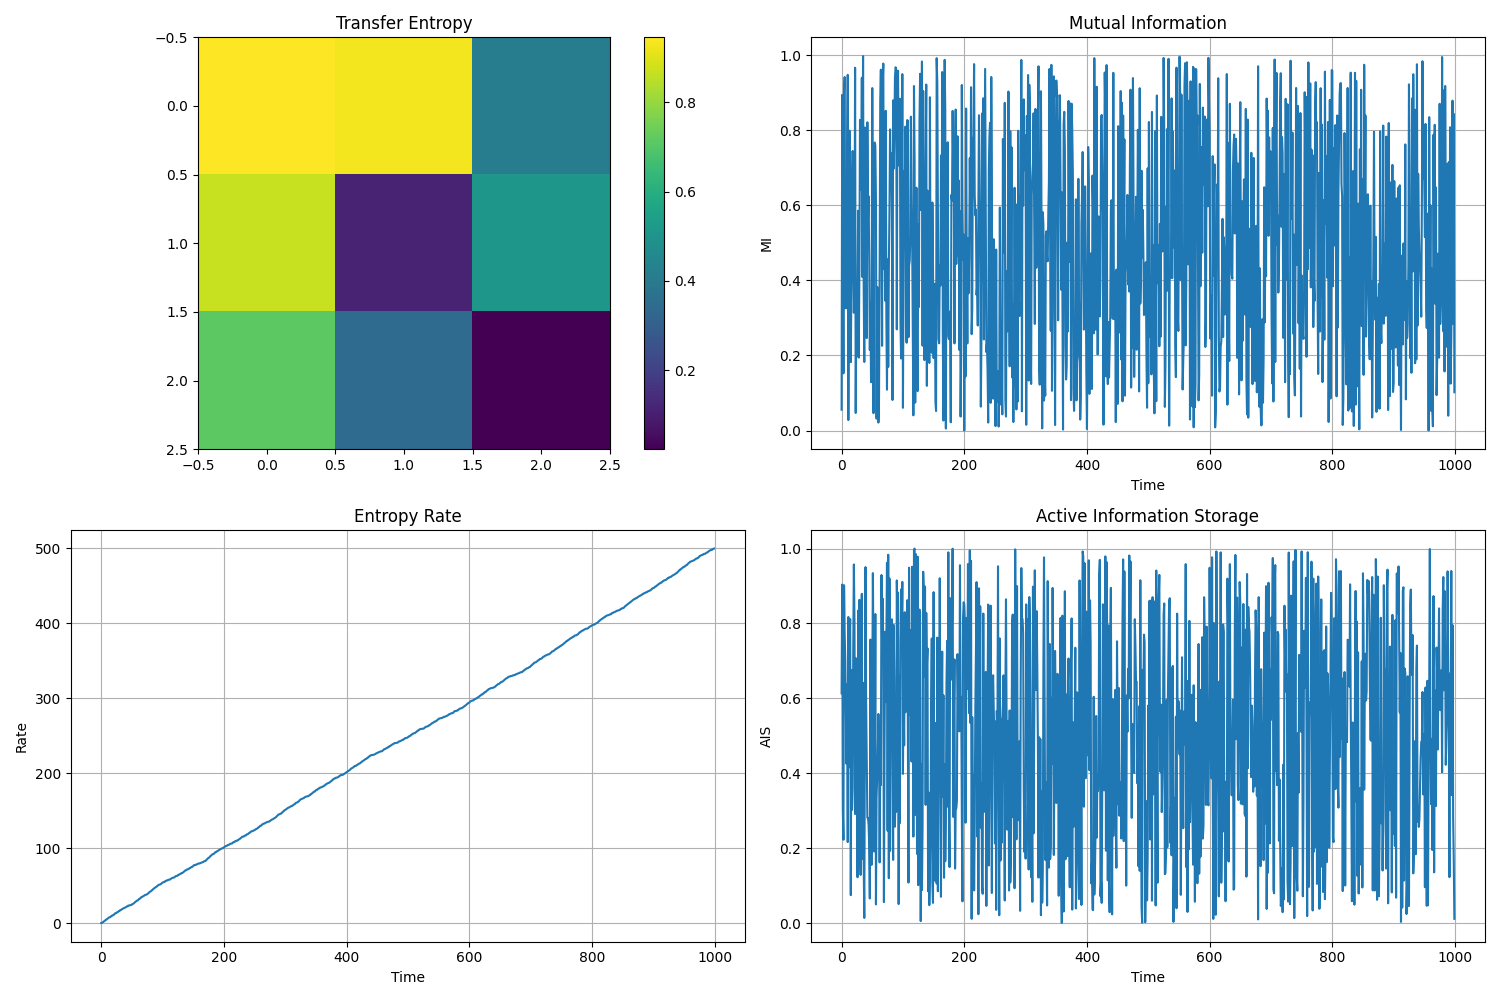 Transfer Entropy
−0.5
0.0
0.5
1.0
1.5
2.0
2.5
−0.5 0.0 0.5 1.0 1.5 2.0 2.5
0.8
0.6
0.4
0.2
Mutual Information
MI
1.0
0.8
0.6
0.4
0.2
0.0
0 200 400 600 800 1000
Time
Entropy Rate
Rate
500
400
300
200
100
0
0 200 400 600 800 1000
Time
Active Information Storage
AIS
1.0
0.8
0.6
0.4
0.2
0.0
0 200 400 600 800 1000
Time